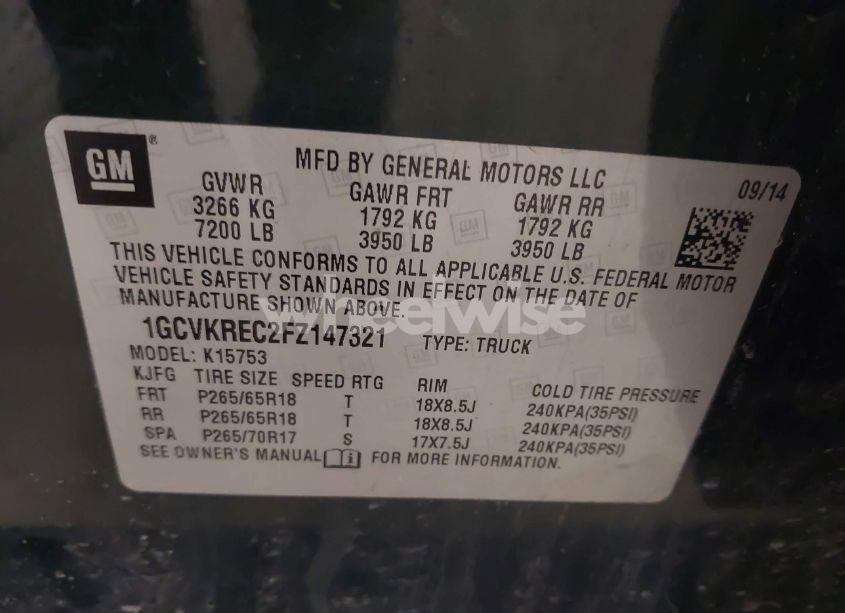 GM®
MFD BY GENERAL MOTORS LLC
09/14
GVWR GAWR FRT GAWR RR
3266 KG 1792 KG 1792 KG
7200 LB 3950 LB 3950 LB
THIS VEHICLE CONFORMS TO ALL APPLICABLE U.S. FEDERAL MOTOR
VEHICLE SAFETY STANDARDS IN EFFECT ON THE DATE OF
MANUFACTURE SHOWN ABOVE.
wheelwise
1GCVKREC2FZ147321 TYPE: TRUCK
MODEL: K15753
KJFG TIRE SIZE SPEED RTG RIM COLD TIRE PRESSURE
FRT P265/65R18 T 18X8.5J 240KPA(35PSI)
RR P265/65R18 T 18X8.5J 240KPA(35PSI)
SPA P265/70R17 S 17X7.5J 240KPA(35PSI)
SEE OWNER'S MANUAL i FOR MORE INFORMATION.